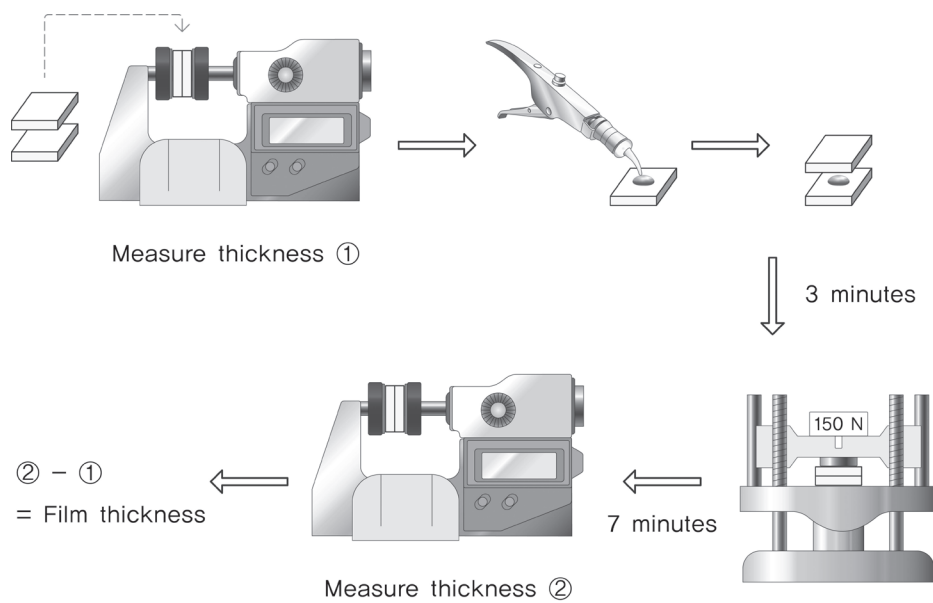 Measure thickness ①
3 minutes
150 N
7 minutes
Measure thickness ②
② − ①
= Film thickness